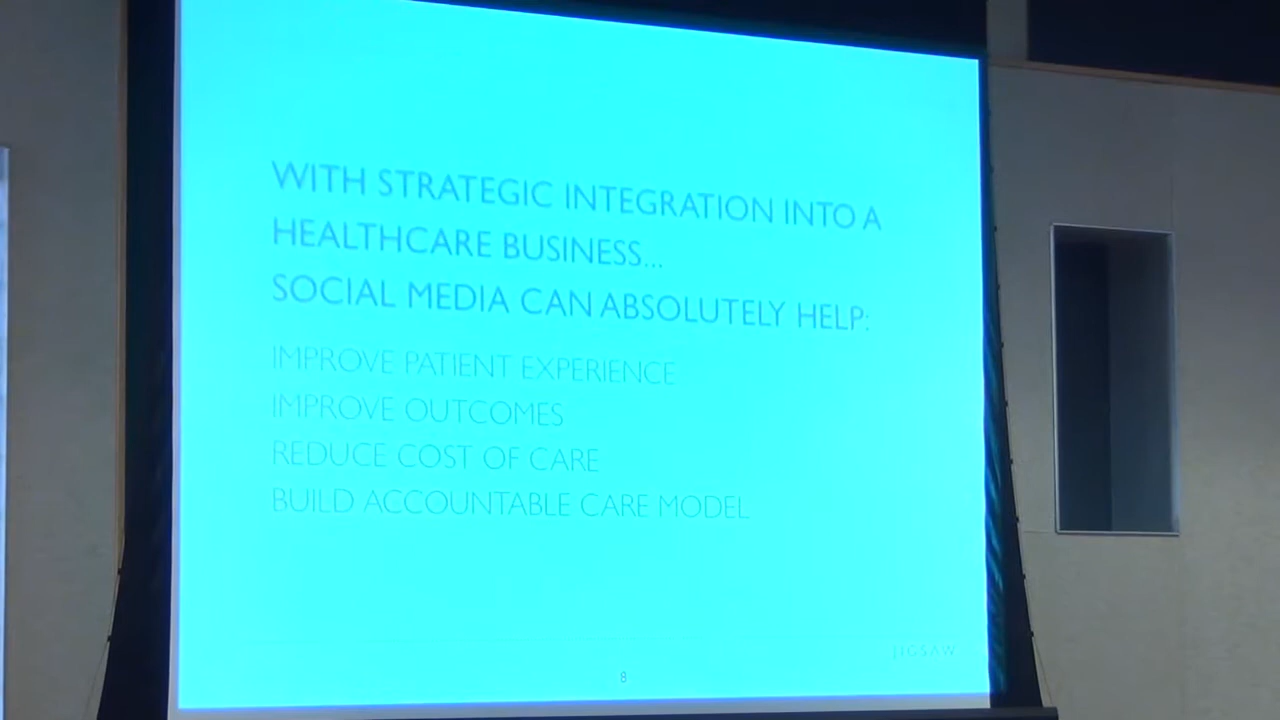 WITH STRATEGIC INTEGRATION INTO A
HEALTHCARE BUSINESS...
SOCIAL MEDIA CAN ABSOLUTELY HELP:
IMPROVE PATIENT EXPERIENCE
IMPROVE OUTCOMES
REDUCE COST OF CARE
BUILD ACCOUNTABLE CARE MODEL
JIGSAW
8